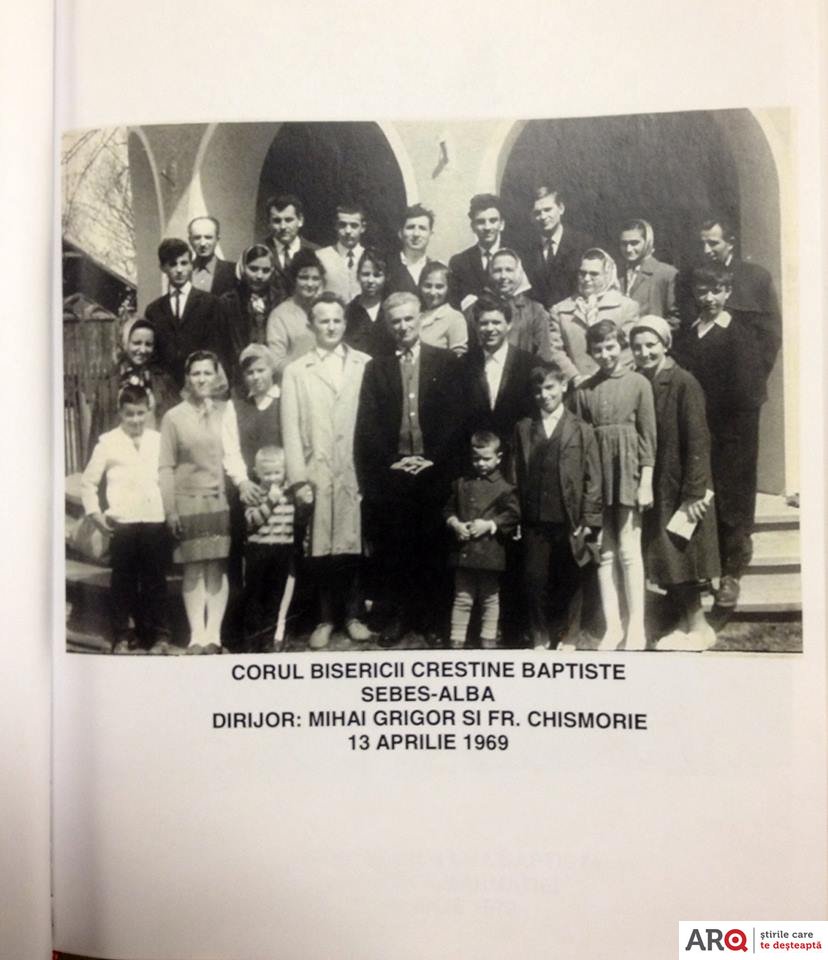 CORUL BISERICII CRESTINE BAPTISTE
SEBES-ALBA
DIRIJOR: MIHAI GRIGOR SI FR. CHISMORIE
13 APRILIE 1969
ARQ
știrile care
te deșteaptă